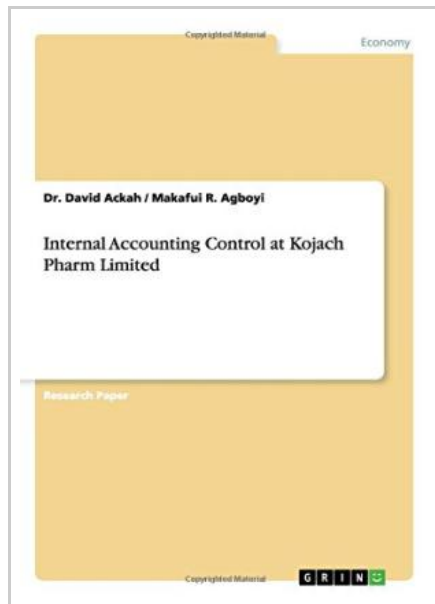 Copyrighted Material
Economy
Dr. David Ackah / Makafui R. Agboyi
Internal Accounting Control at Kojach
Pharm Limited
Research Paper
Copyrighted Material
GRIN